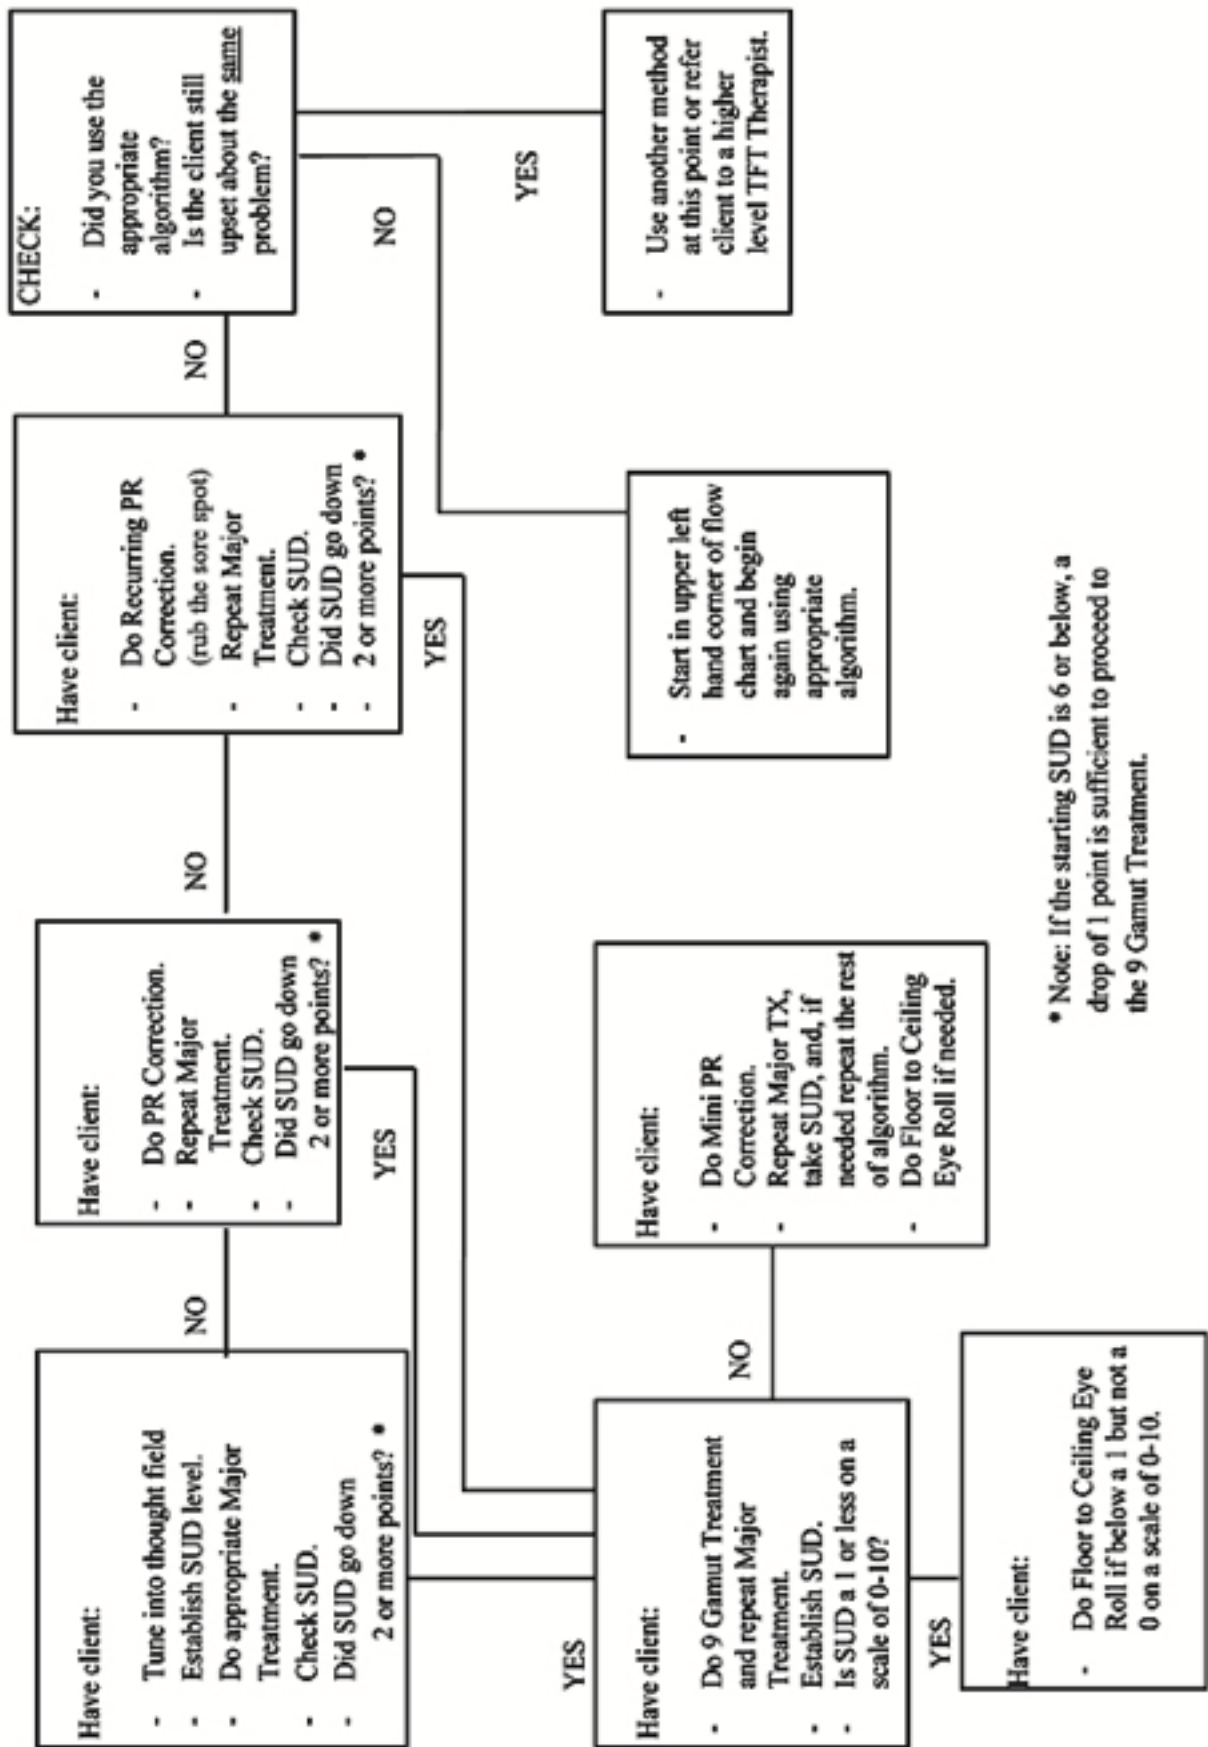 Have client:
- Tune into thought field
- Establish SUD level.
- Do appropriate Major
Treatment.
- Check SUD.
- Did SUD go down
2 or more points? *
NO
Have client:
- Do PR Correction.
- Repeat Major
Treatment.
- Check SUD.
- Did SUD go down
2 or more points? *
NO
Have client:
- Do Recurring PR
Correction.
(rub the sore spot)
- Repeat Major
Treatment.
- Check SUD.
- Did SUD go down
- 2 or more points? *
NO
CHECK:
- Did you use the
appropriate
algorithm?
- Is the client still
upset about the same
problem?
YES
YES
YES
NO
YES
Have client:
- Do 9 Gamut Treatment
and repeat Major
Treatment.
- Establish SUD.
- Is SUD a 1 or less on a
scale of 0-10?
NO
Have client:
- Do Mini PR
Correction.
- Repeat Major TX,
take SUD, and, if
needed repeat the rest
of algorithm.
- Do Floor to Ceiling
Eye Roll if needed.
- Start in upper left
hand corner of flow
chart and begin
again using
appropriate
algorithm.
- Use another method
at this point or refer
client to a higher
level TFT Therapist.
YES
Have client:
- Do Floor to Ceiling Eye
Roll if below a 1 but not a
0 on a scale of 0-10.
* Note: If the starting SUD is 6 or below, a
drop of 1 point is sufficient to proceed to
the 9 Gamut Treatment.